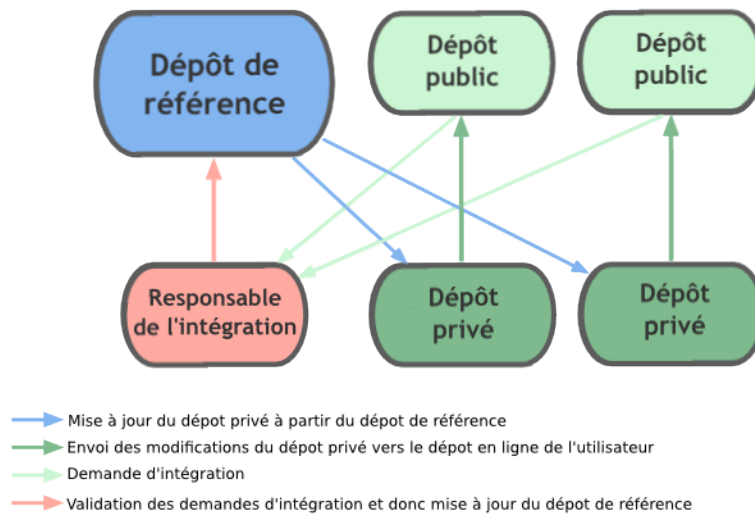 Dépôt de
référence
Dépôt
public
Dépôt
public
Responsable
de l'intégration
Dépôt
privé
Dépôt
privé
Mise à jour du dépot privé à partir du dépot de référence
Envoi des modifications du dépot privé vers le dépot en ligne de l'utilisateur
Demande d'intégration
Validation des demandes d'intégration et donc mise à jour du dépot de référence